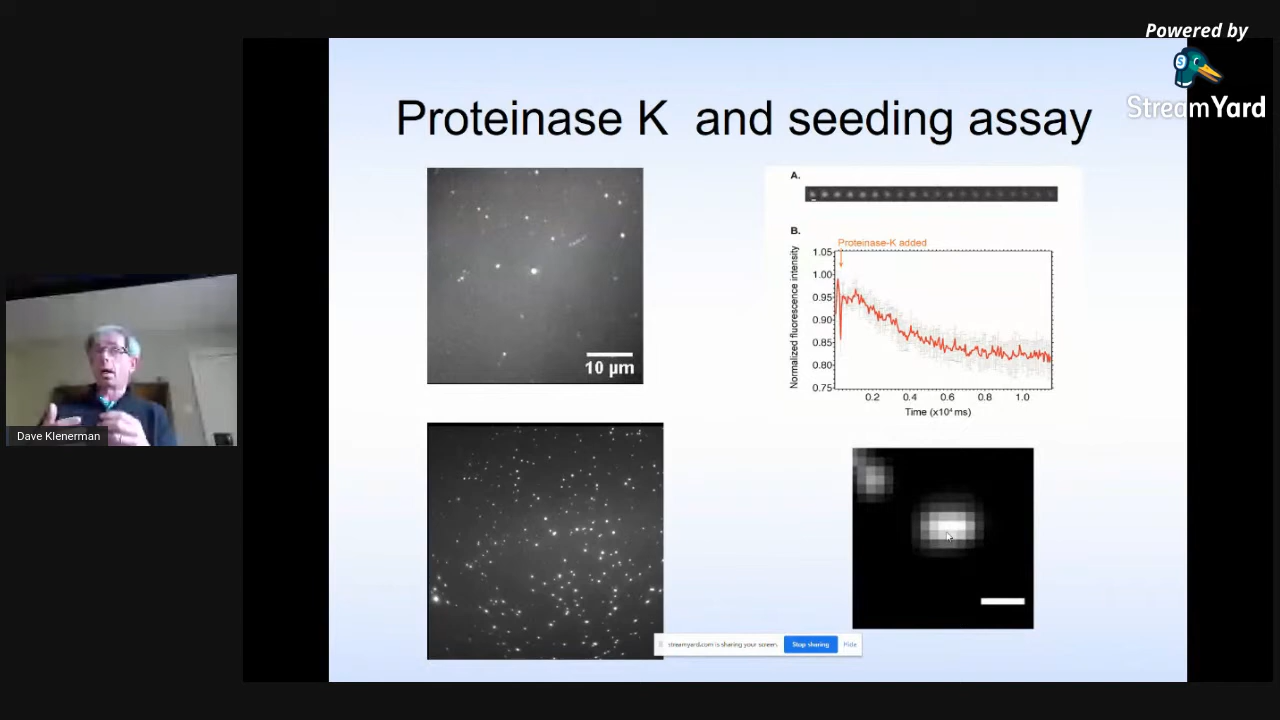 Powered by
StreamYard
Proteinase K and seeding assay
10 µm
A.
B.
Proteinase-K added
Normalized fluorescence intensity
1.05
1.00
0.95
0.90
0.85
0.80
0.75
0.2 0.4 0.6 0.8 1.0
Time (x10⁴ ms)
Dave Klenerman
streamyard.com is sharing your screen.
Stop sharing
Hide